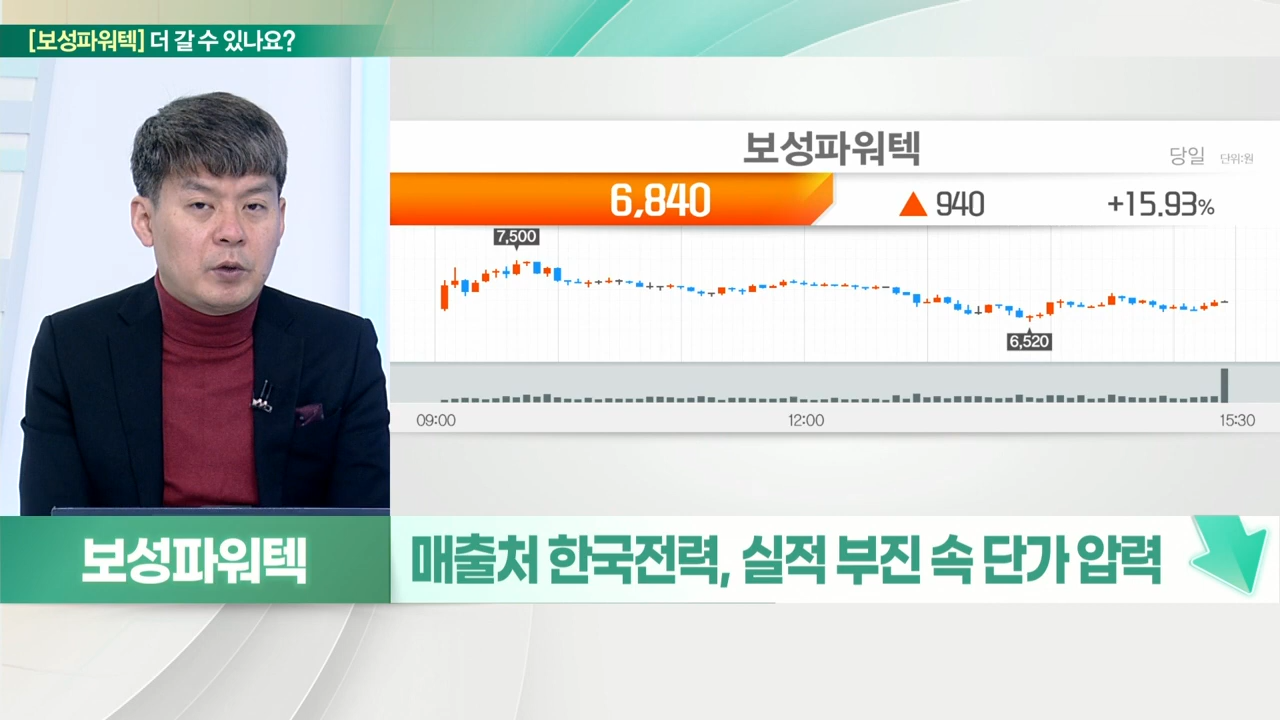 [보성파워텍] 더 갈 수 있나요?
보성파워텍
당일 단위:원
6,840 ▲ 940 +15.93%
7,500
6,520
09:00 12:00 15:30
보성파워텍
매출처 한국전력, 실적 부진 속 단가 압력